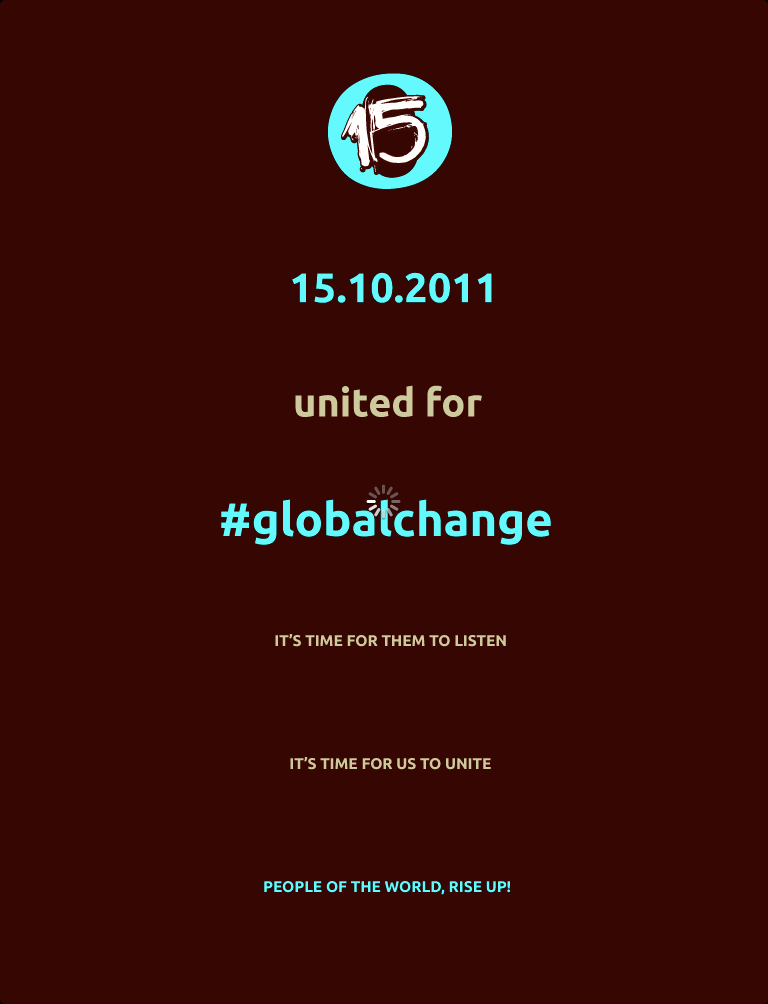 15
15.10.2011
united for
#globalchange
IT’S TIME FOR THEM TO LISTEN
IT’S TIME FOR US TO UNITE
PEOPLE OF THE WORLD, RISE UP!